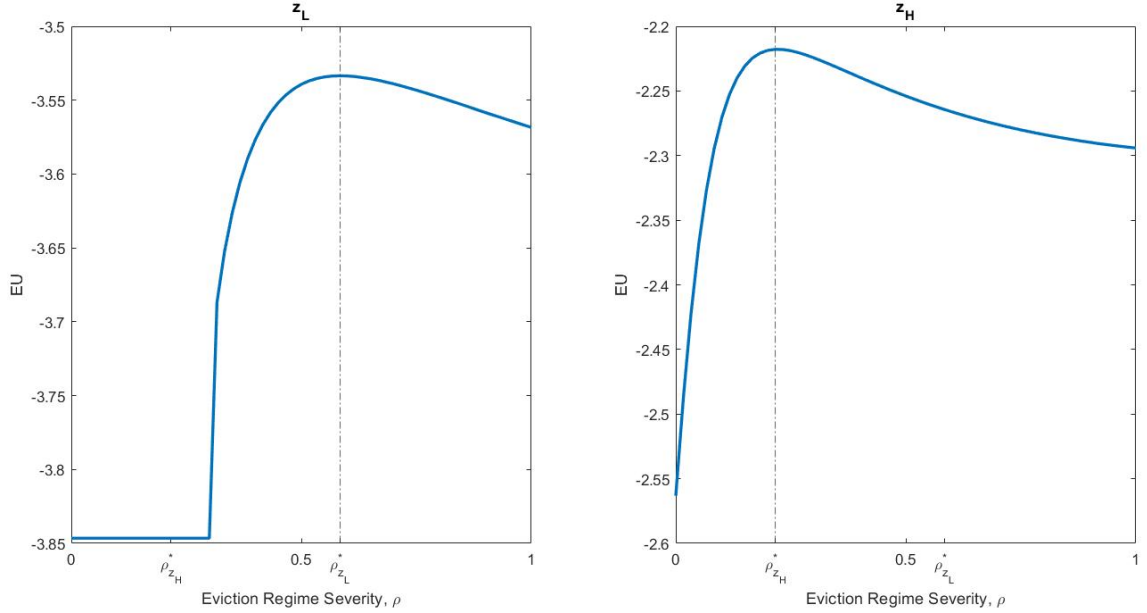 z_L
-3.5
-3.55
-3.6
-3.65
-3.7
-3.75
-3.8
-3.85
EU
0
ρ*_{z_H}
0.5
ρ*_{z_L}
1
Eviction Regime Severity, ρ
z_H
-2.2
-2.25
-2.3
-2.35
-2.4
-2.45
-2.5
-2.55
-2.6
EU
0
ρ*_{z_H}
0.5
ρ*_{z_L}
1
Eviction Regime Severity, ρ